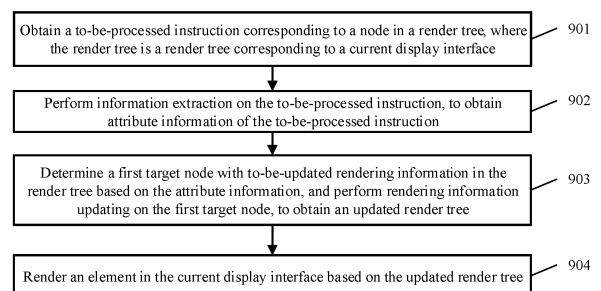 Obtain a to-be-processed instruction corresponding to a node in a render tree, where
the render tree is a render tree corresponding to a current display interface
901
Perform information extraction on the to-be-processed instruction, to obtain
attribute information of the to-be-processed instruction
902
Determine a first target node with to-be-updated rendering information in the
render tree based on the attribute information, and perform rendering information
updating on the first target node, to obtain an updated render tree
903
Render an element in the current display interface based on the updated render tree
904